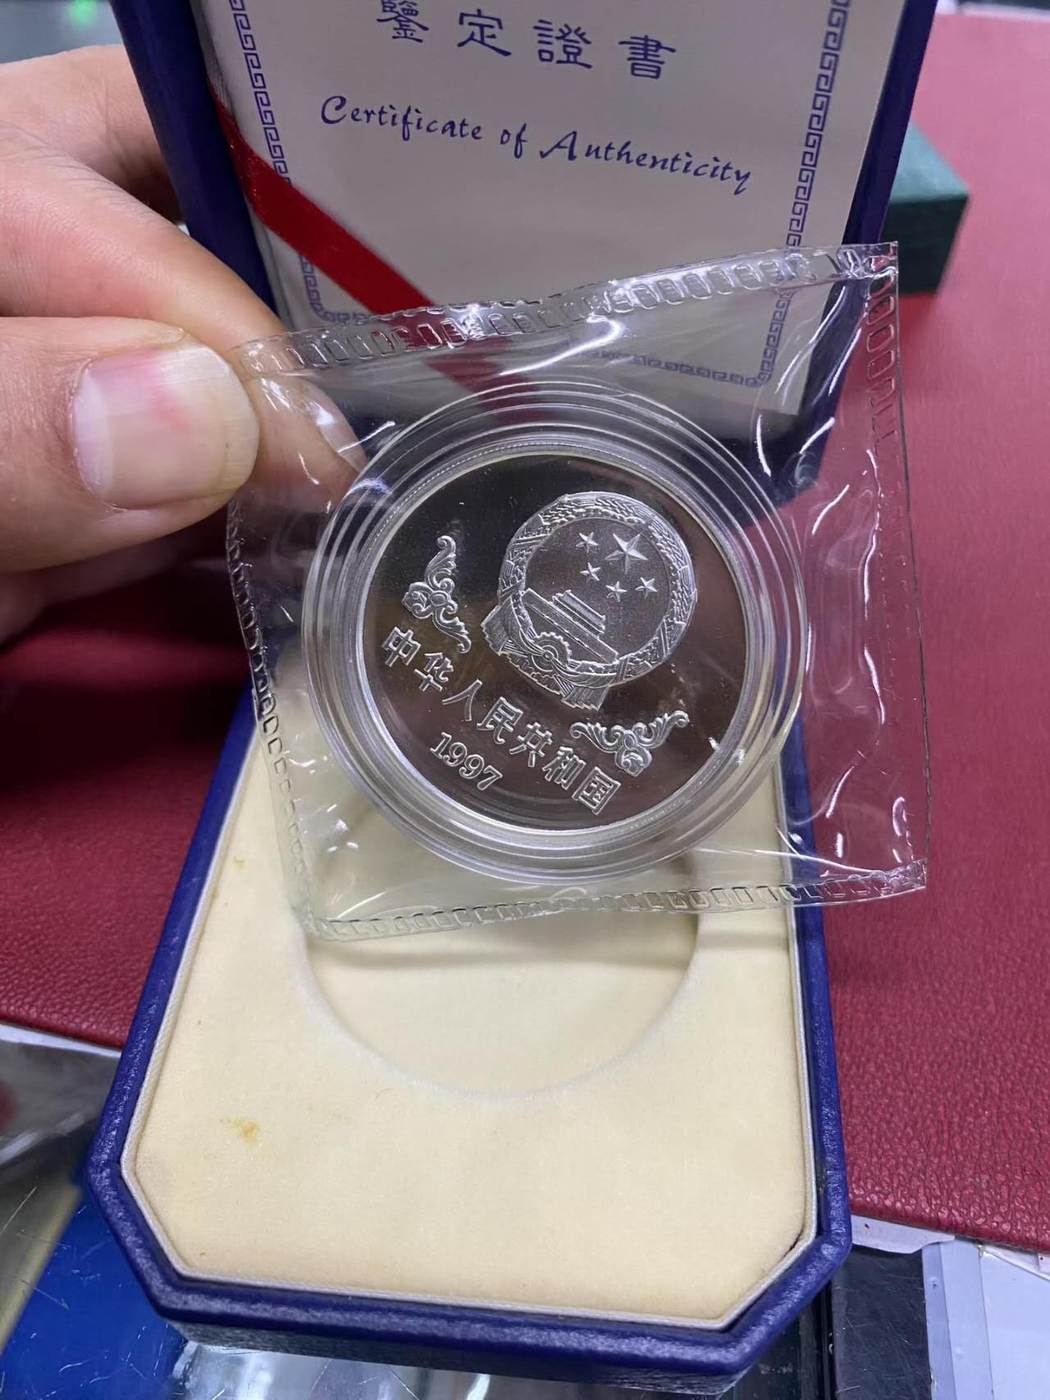 鑒定證書
Certificate of Authenticity
中华人民共和国
1997